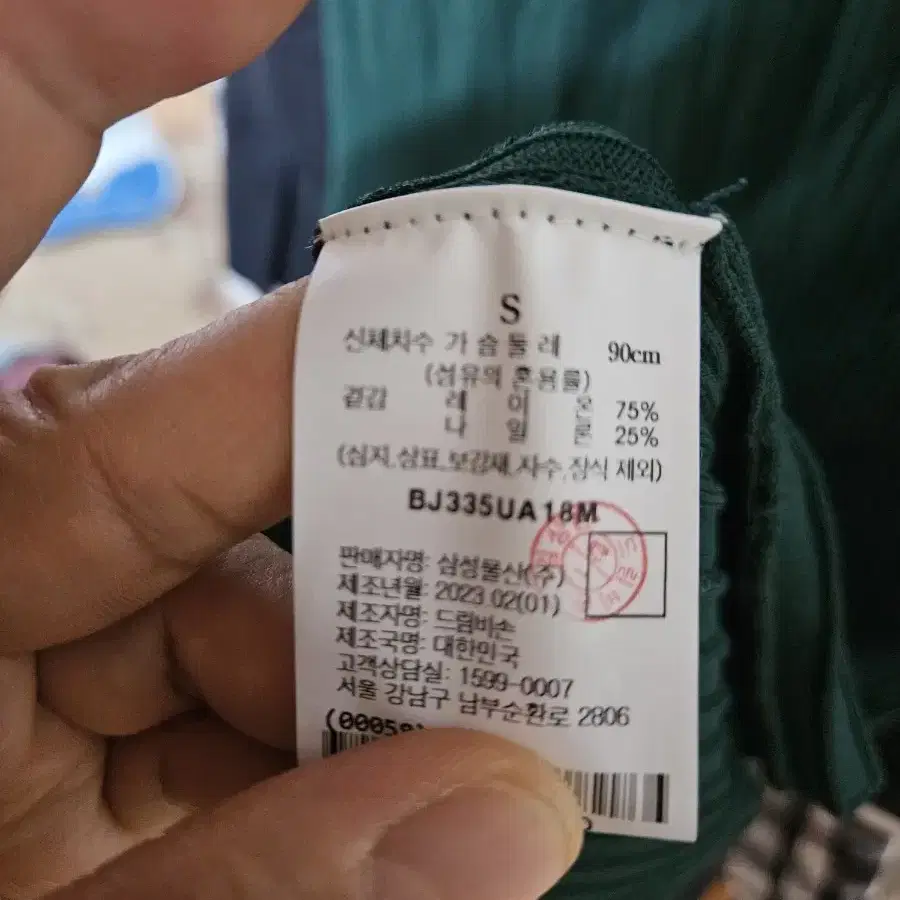 S
신체치수 가 슴 둘 레 90cm
(섬유의 혼용률)
겉감 레 이 온 75%
나 일 론 25%
(심지,상표,보강재,자수,장식 제외)
BJ335UA18M
판매자명: 삼성물산(주)
제조년월: 2023.02(01)
제조자명: 드림비손
제조국명: 대한민국
고객상담실: 1599-0007
서울 강남구 남부순환로 2806